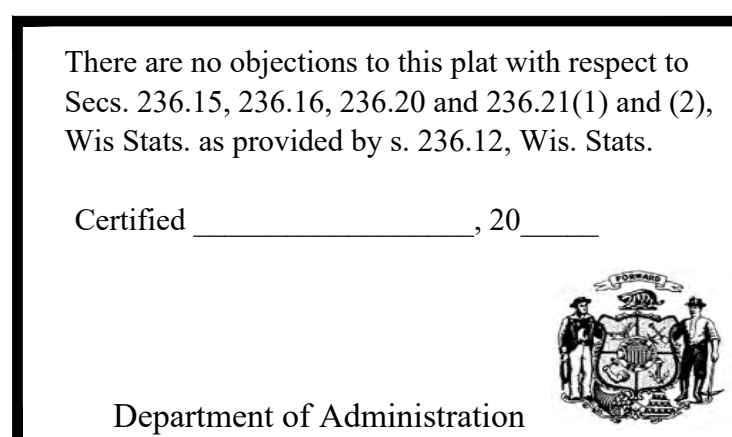 There are no objections to this plat with respect to
Secs. 236.15, 236.16, 236.20 and 236.21(1) and (2),
Wis Stats. as provided by s. 236.12, Wis. Stats.
Certified __________________, 20_____
FORWARD
Department of Administration